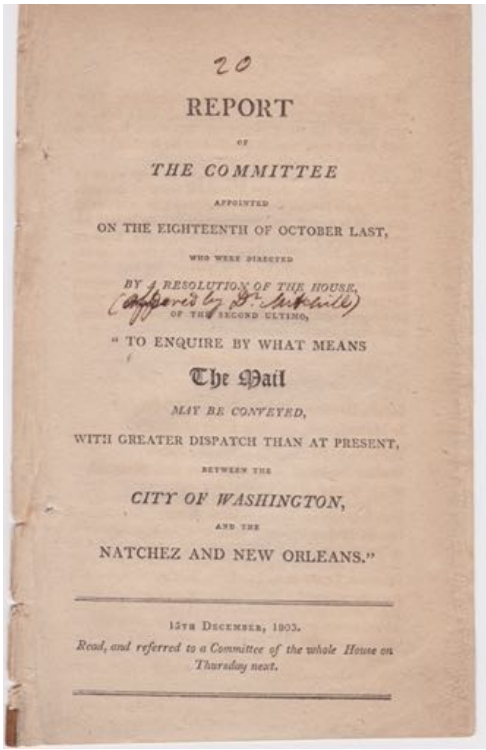 20
REPORT
OF
THE COMMITTEE
APPOINTED
ON THE EIGHTEENTH OF OCTOBER LAST,
WHO WERE DIRECTED
BY A RESOLUTION OF THE HOUSE,
(offered by Dr. Mitchill)
OF THE SECOND ULTIMO,
" TO ENQUIRE BY WHAT MEANS
The Mail
MAY BE CONVEYED,
WITH GREATER DISPATCH THAN AT PRESENT,
BETWEEN THE
CITY OF WASHINGTON,
AND THE
NATCHEZ AND NEW ORLEANS."
15TH DECEMBER, 1803.
Read, and referred to a Committee of the whole House on
Thursday next.